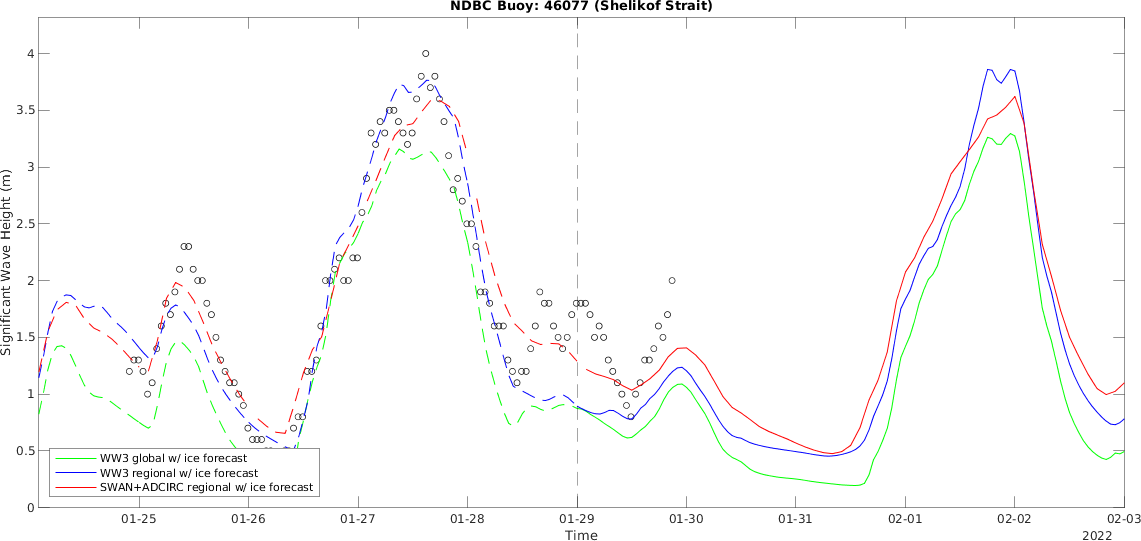 NDBC Buoy: 46077 (Shelikof Strait)
Significant Wave Height (m)
4
3.5
3
2.5
2
1.5
1
0.5
0
WW3 global w/ ice forecast
WW3 regional w/ ice forecast
SWAN+ADCIRC regional w/ ice forecast
01-25 01-26 01-27 01-28 01-29 01-30 01-31 02-01 02-02 02-03
Time
2022